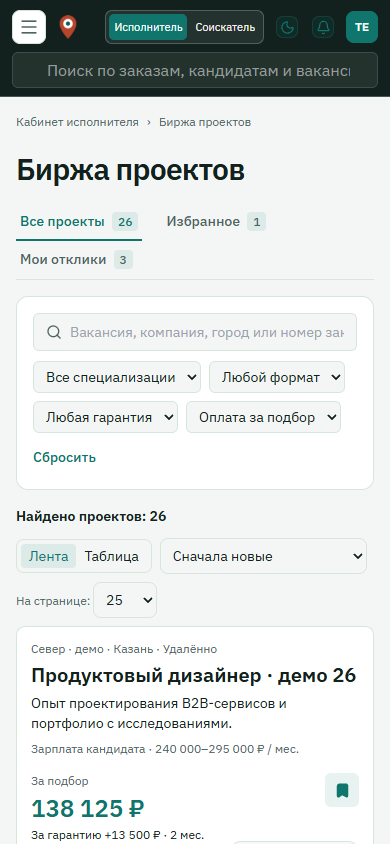 Исполнитель Соискатель TE
Поиск по заказам, кандидатам и ваканс
Кабинет исполнителя › Биржа проектов
Биржа проектов
Все проекты 26 Избранное 1
Мои отклики 3
Вакансия, компания, город или номер зак
Все специализации Любой формат
Любая гарантия Оплата за подбор
Сбросить
Найдено проектов: 26
Лента Таблица Сначала новые
На странице: 25
Север · демо · Казань · Удалённо
Продуктовый дизайнер · демо 26
Опыт проектирования B2B-сервисов и
портфолио с исследованиями.
Зарплата кандидата · 240 000–295 000 ₽ / мес.
За подбор
138 125 ₽
За гарантию +13 500 ₽ · 2 мес.